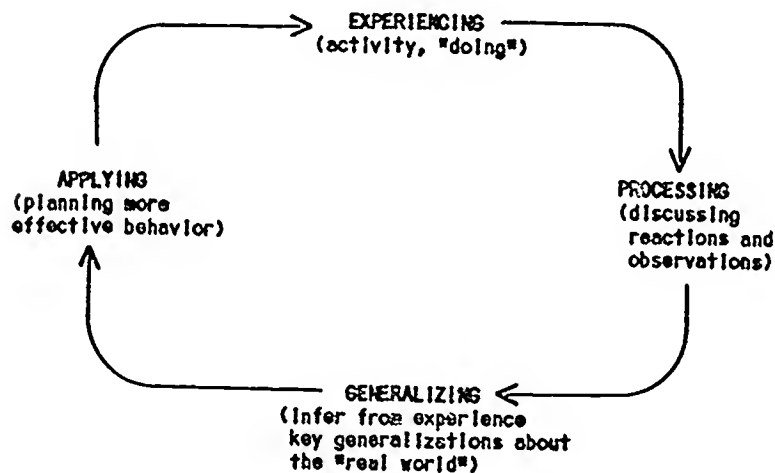 EXPERIENCING
(activity, "doing")
APPLYING
(planning more
effective behavior)
PROCESSING
(discussing
reactions and
observations)
GENERALIZING
(infer from experience
key generalizations about
the "real world")